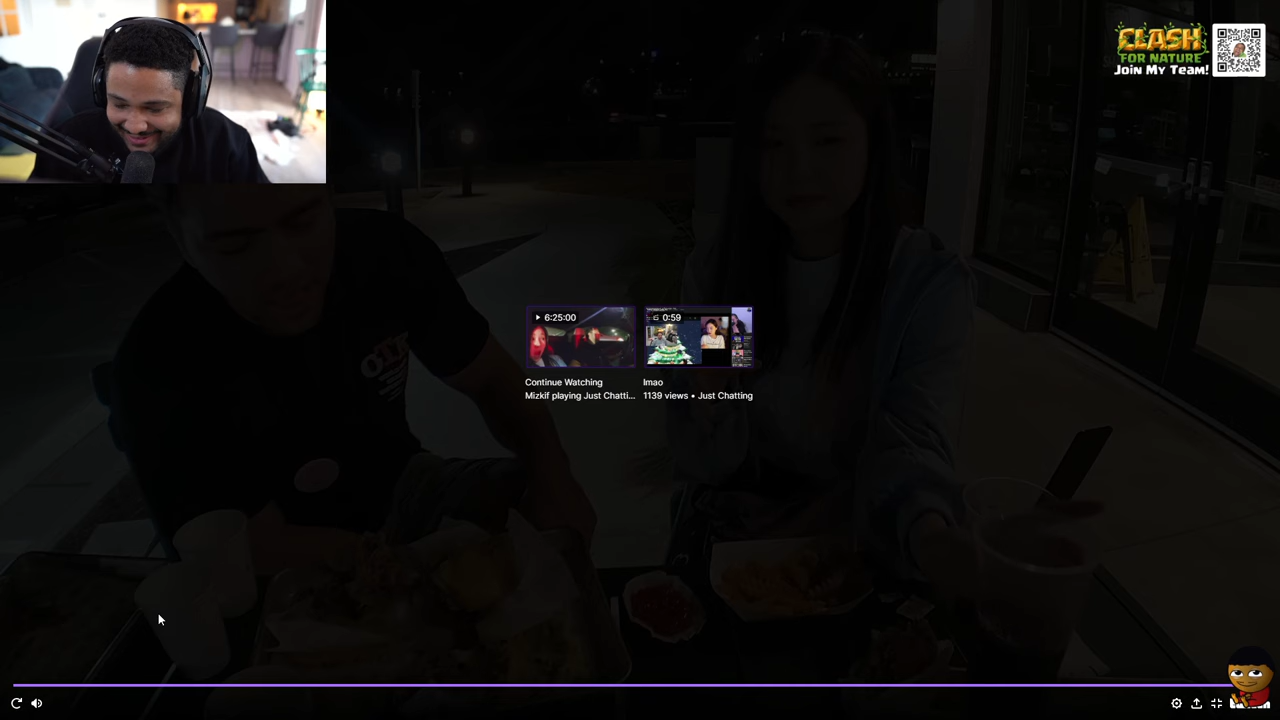 CLASH
FOR NATURE
JOIN MY TEAM!
6:25:00
0:59
Continue Watching
Mizkif playing Just Chatti...
lmao
1139 views • Just Chatting